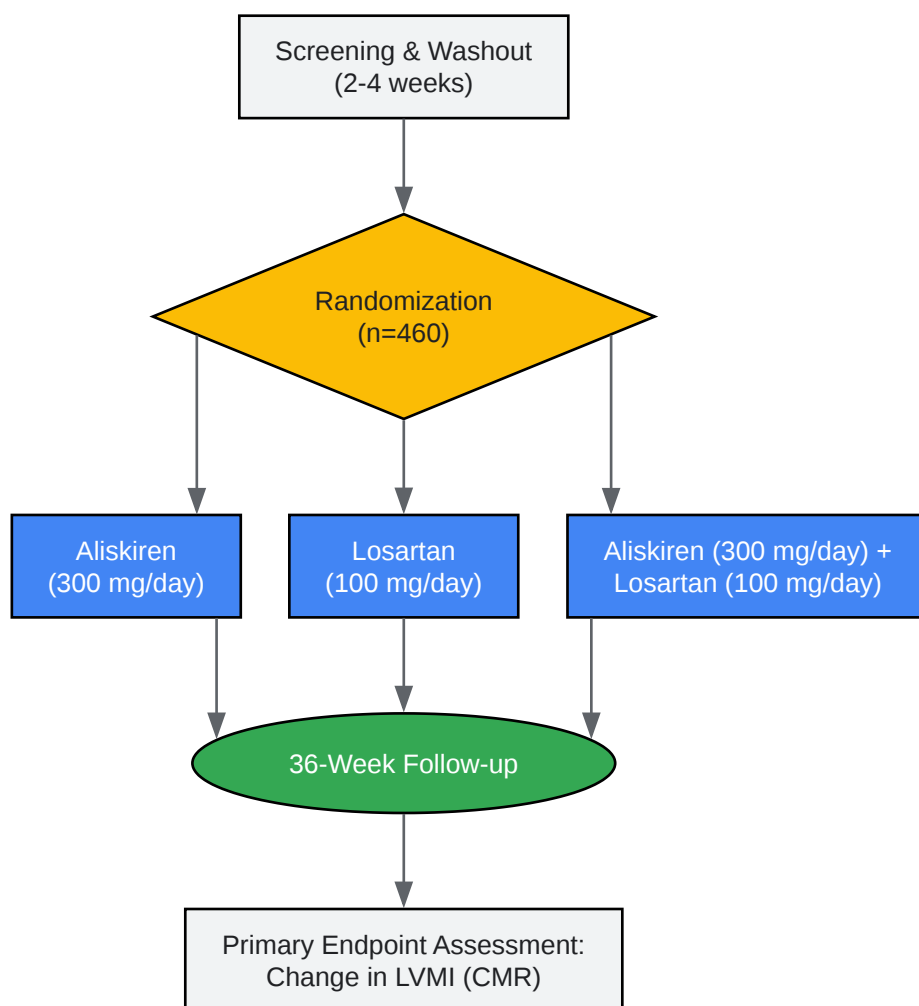 Screening & Washout
(2-4 weeks)
Randomization
(n=460)
Aliskiren
(300 mg/day)
Losartan
(100 mg/day)
Aliskiren (300 mg/day) +
Losartan (100 mg/day)
36-Week Follow-up
Primary Endpoint Assessment:
Change in LVMI (CMR)